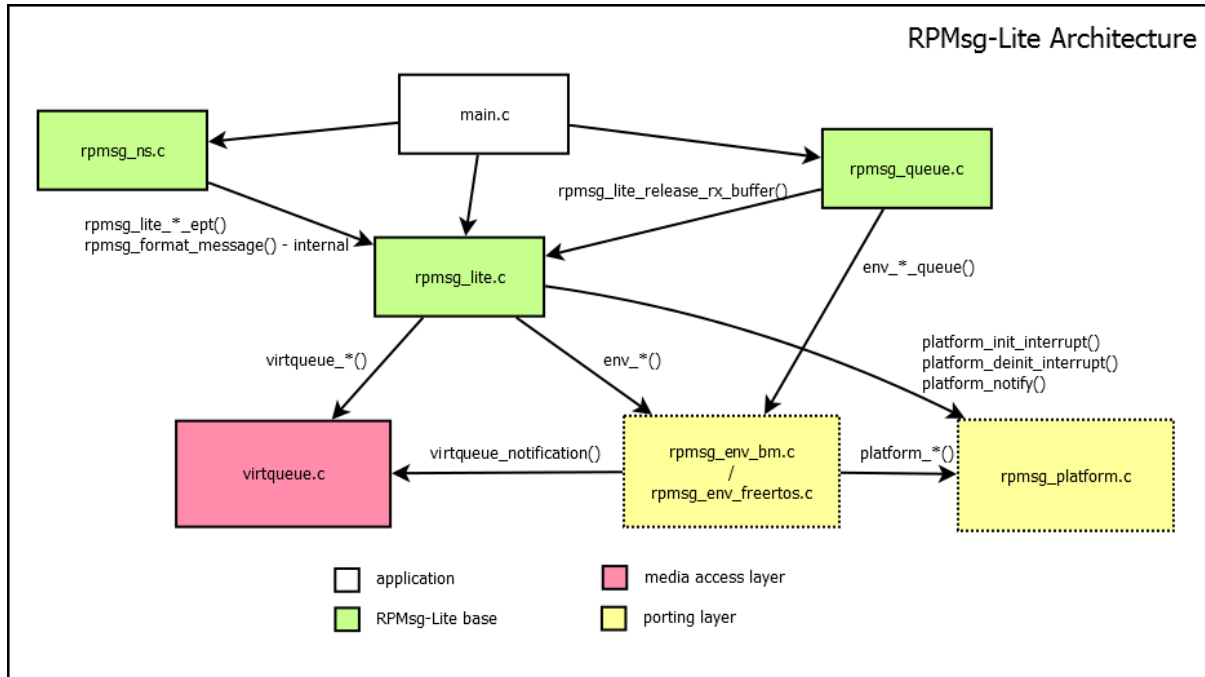 RPMsg-Lite Architecture
main.c
rpmsg_ns.c
rpmsg_queue.c
rpmsg_lite_release_rx_buffer()
rpmsg_lite_*_ept()
rpmsg_format_message() - internal
rpmsg_lite.c
env_*_queue()
platform_init_interrupt()
platform_deinit_interrupt()
platform_notify()
virtqueue_*()
env_*()
virtqueue.c
virtqueue_notification()
rpmsg_env_bm.c
/
rpmsg_env_freertos.c
platform_*()
rpmsg_platform.c
application
media access layer
RPMsg-Lite base
porting layer